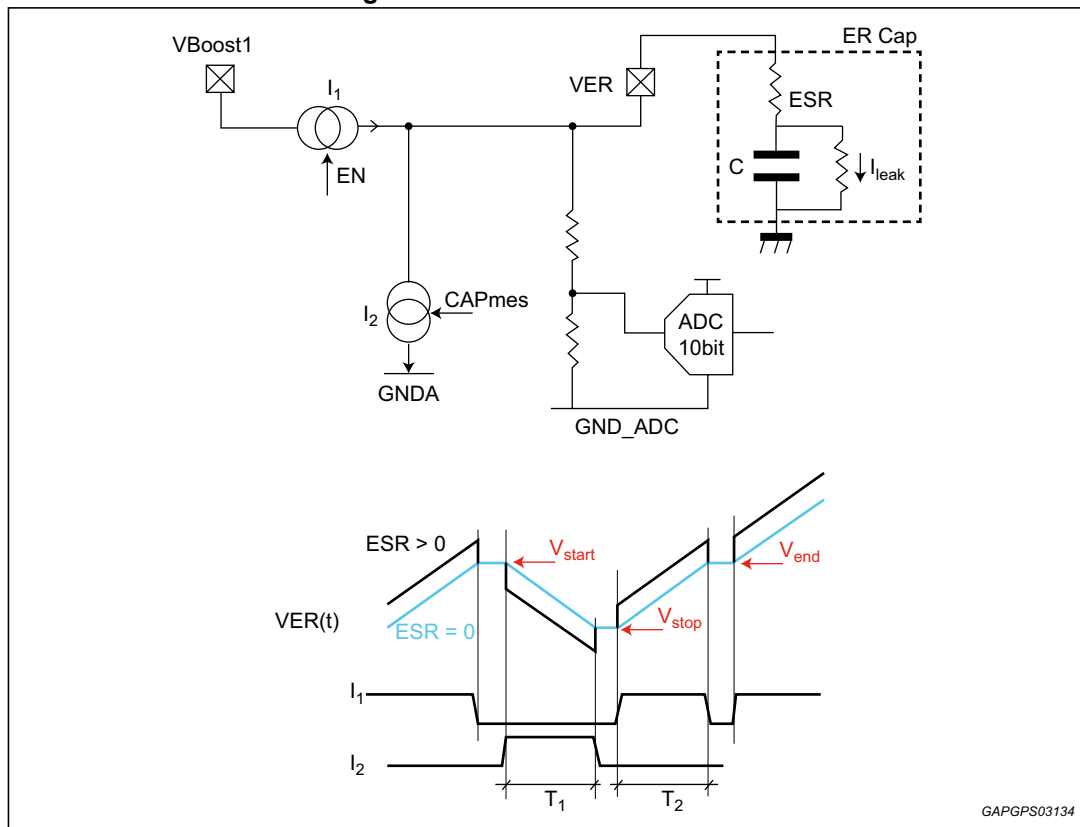 VBoost1
I1
EN
VER
ER Cap
ESR
C
Ileak
I2
CAPmes
GNDA
ADC
10bit
GND_ADC
ESR > 0
Vstart
Vend
VER(t)
ESR = 0
Vstop
I1
I2
T1
T2
GAPGPS03134